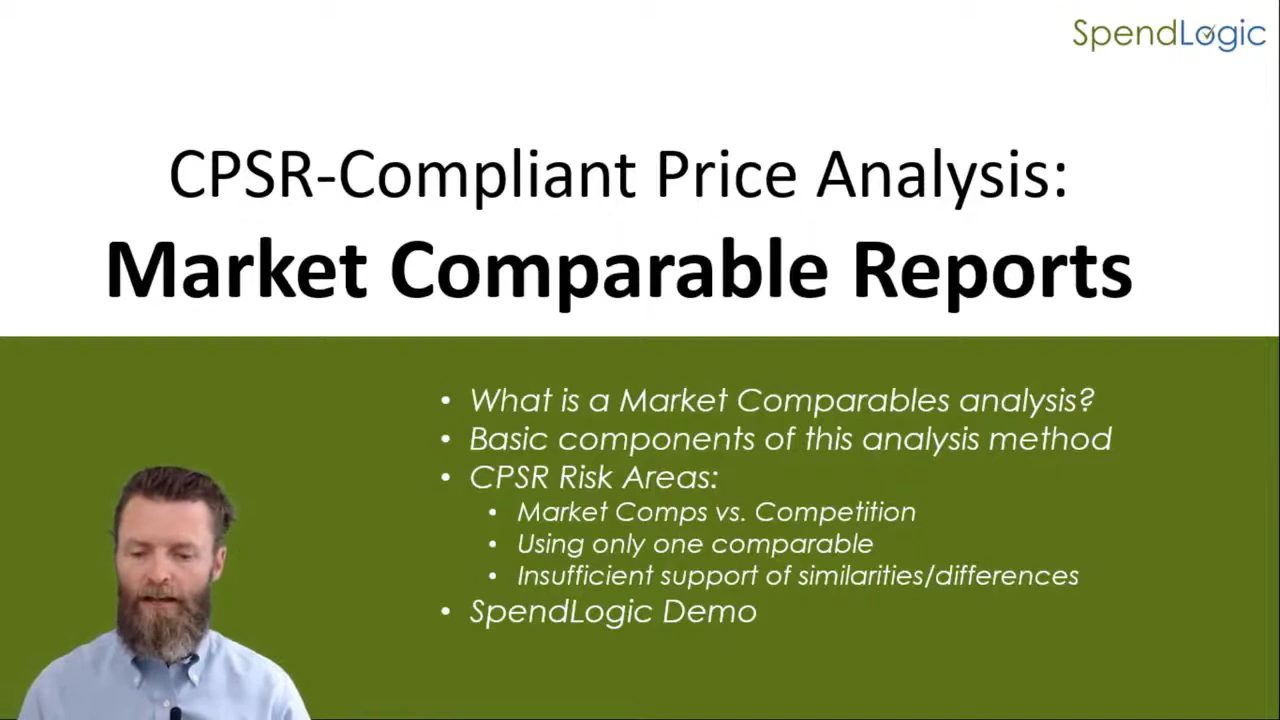 SpendLogic
CPSR-Compliant Price Analysis:
Market Comparable Reports
• What is a Market Comparables analysis?
• Basic components of this analysis method
• CPSR Risk Areas:
• Market Comps vs. Competition
• Using only one comparable
• Insufficient support of similarities/differences
• SpendLogic Demo